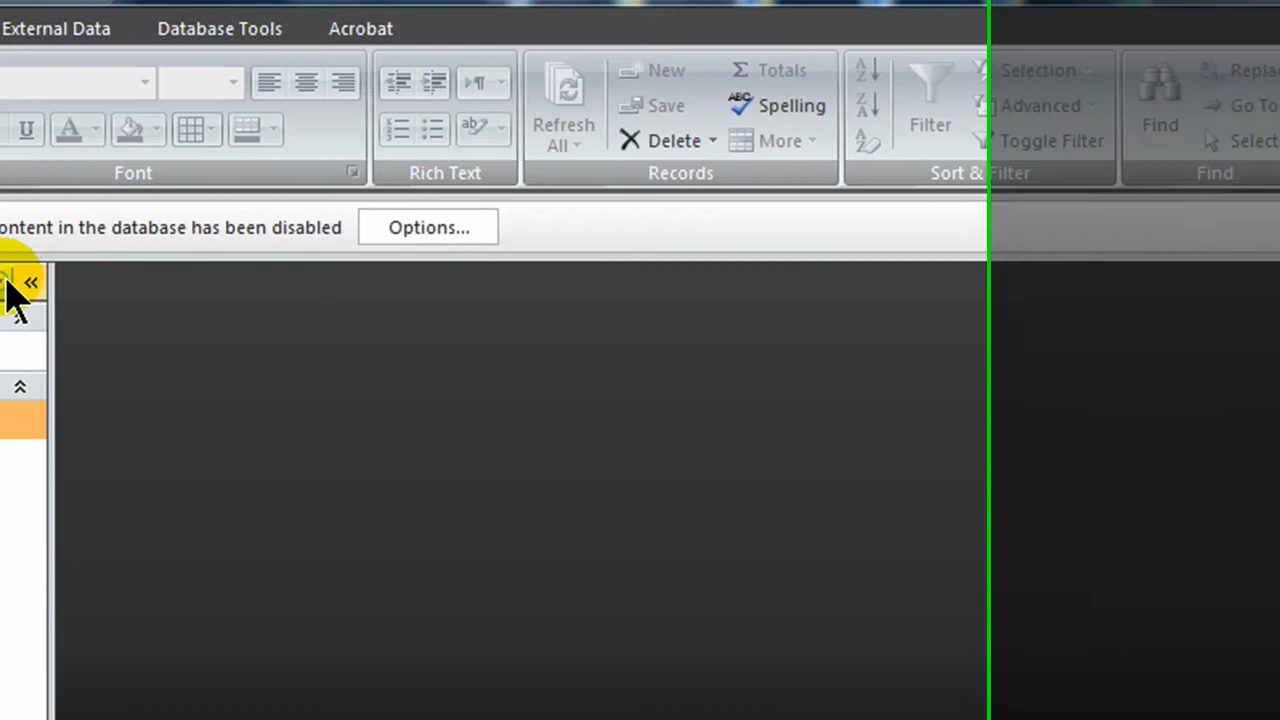 External Data Database Tools Acrobat
New Totals Selection
Save Spelling Advanced Go To
Refresh All Delete More Filter Toggle Filter Find Select
Font Rich Text Records Sort & Filter Find
in the database has been disabled Options...